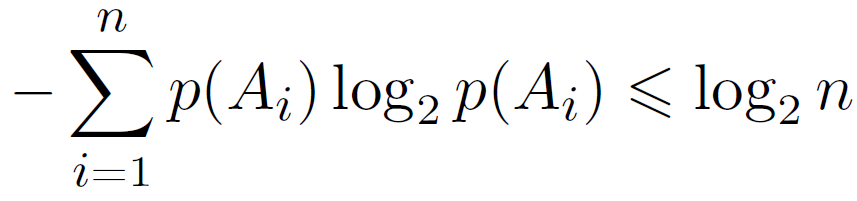 $-\sum_{i=1}^{n} p(A_i) \log_2 p(A_i) \leqslant \log_2 n$